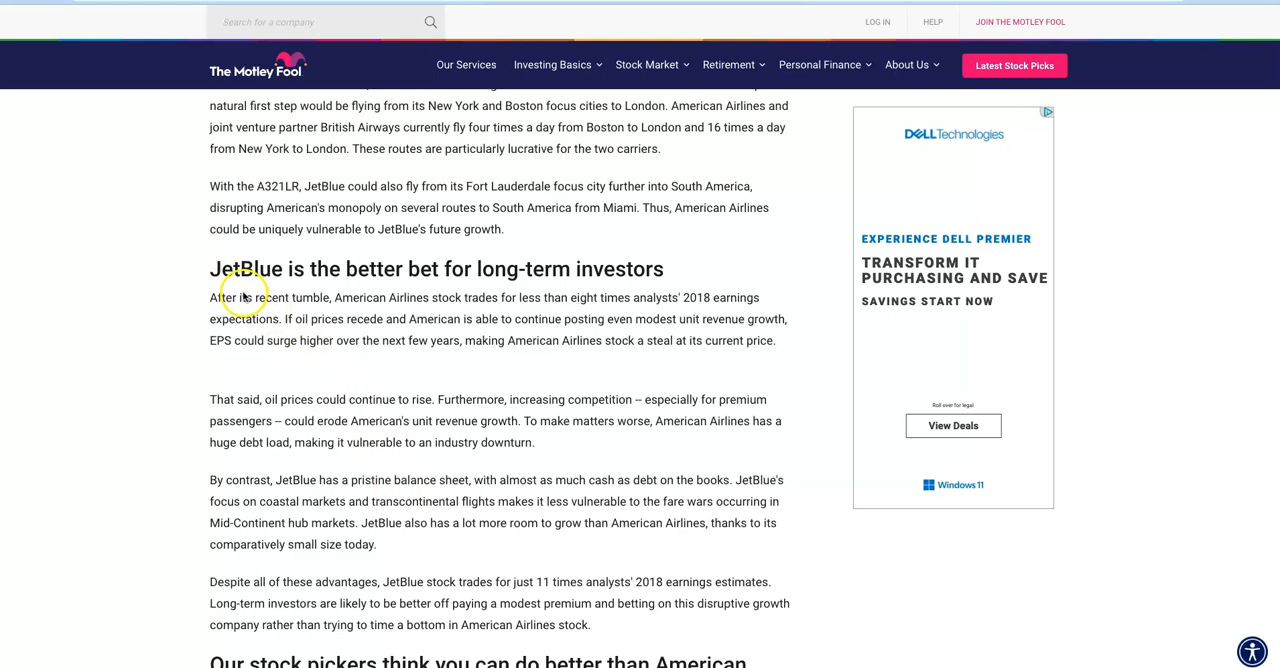 Search for a company
LOG IN
HELP
JOIN THE MOTLEY FOOL
The Motley Fool
Our Services
Investing Basics
Stock Market
Retirement
Personal Finance
About Us
Latest Stock Picks
natural first step would be flying from its New York and Boston focus cities to London. American Airlines and
joint venture partner British Airways currently fly four times a day from Boston to London and 16 times a day
from New York to London. These routes are particularly lucrative for the two carriers.
With the A321LR, JetBlue could also fly from its Fort Lauderdale focus city further into South America,
disrupting American's monopoly on several routes to South America from Miami. Thus, American Airlines
could be uniquely vulnerable to JetBlue's future growth.
JetBlue is the better bet for long-term investors
After its recent tumble, American Airlines stock trades for less than eight times analysts' 2018 earnings
expectations. If oil prices recede and American is able to continue posting even modest unit revenue growth,
EPS could surge higher over the next few years, making American Airlines stock a steal at its current price.
That said, oil prices could continue to rise. Furthermore, increasing competition -- especially for premium
passengers -- could erode American's unit revenue growth. To make matters worse, American Airlines has a
huge debt load, making it vulnerable to an industry downturn.
By contrast, JetBlue has a pristine balance sheet, with almost as much cash as debt on the books. JetBlue's
focus on coastal markets and transcontinental flights makes it less vulnerable to the fare wars occurring in
Mid-Continent hub markets. JetBlue also has a lot more room to grow than American Airlines, thanks to its
comparatively small size today.
Despite all of these advantages, JetBlue stock trades for just 11 times analysts' 2018 earnings estimates.
Long-term investors are likely to be better off paying a modest premium and betting on this disruptive growth
company rather than trying to time a bottom in American Airlines stock.
Our stock pickers think you can do better than American
DELL Technologies
EXPERIENCE DELL PREMIER
TRANSFORM IT
PURCHASING AND SAVE
SAVINGS START NOW
Roll over for legal
View Deals
Windows 11